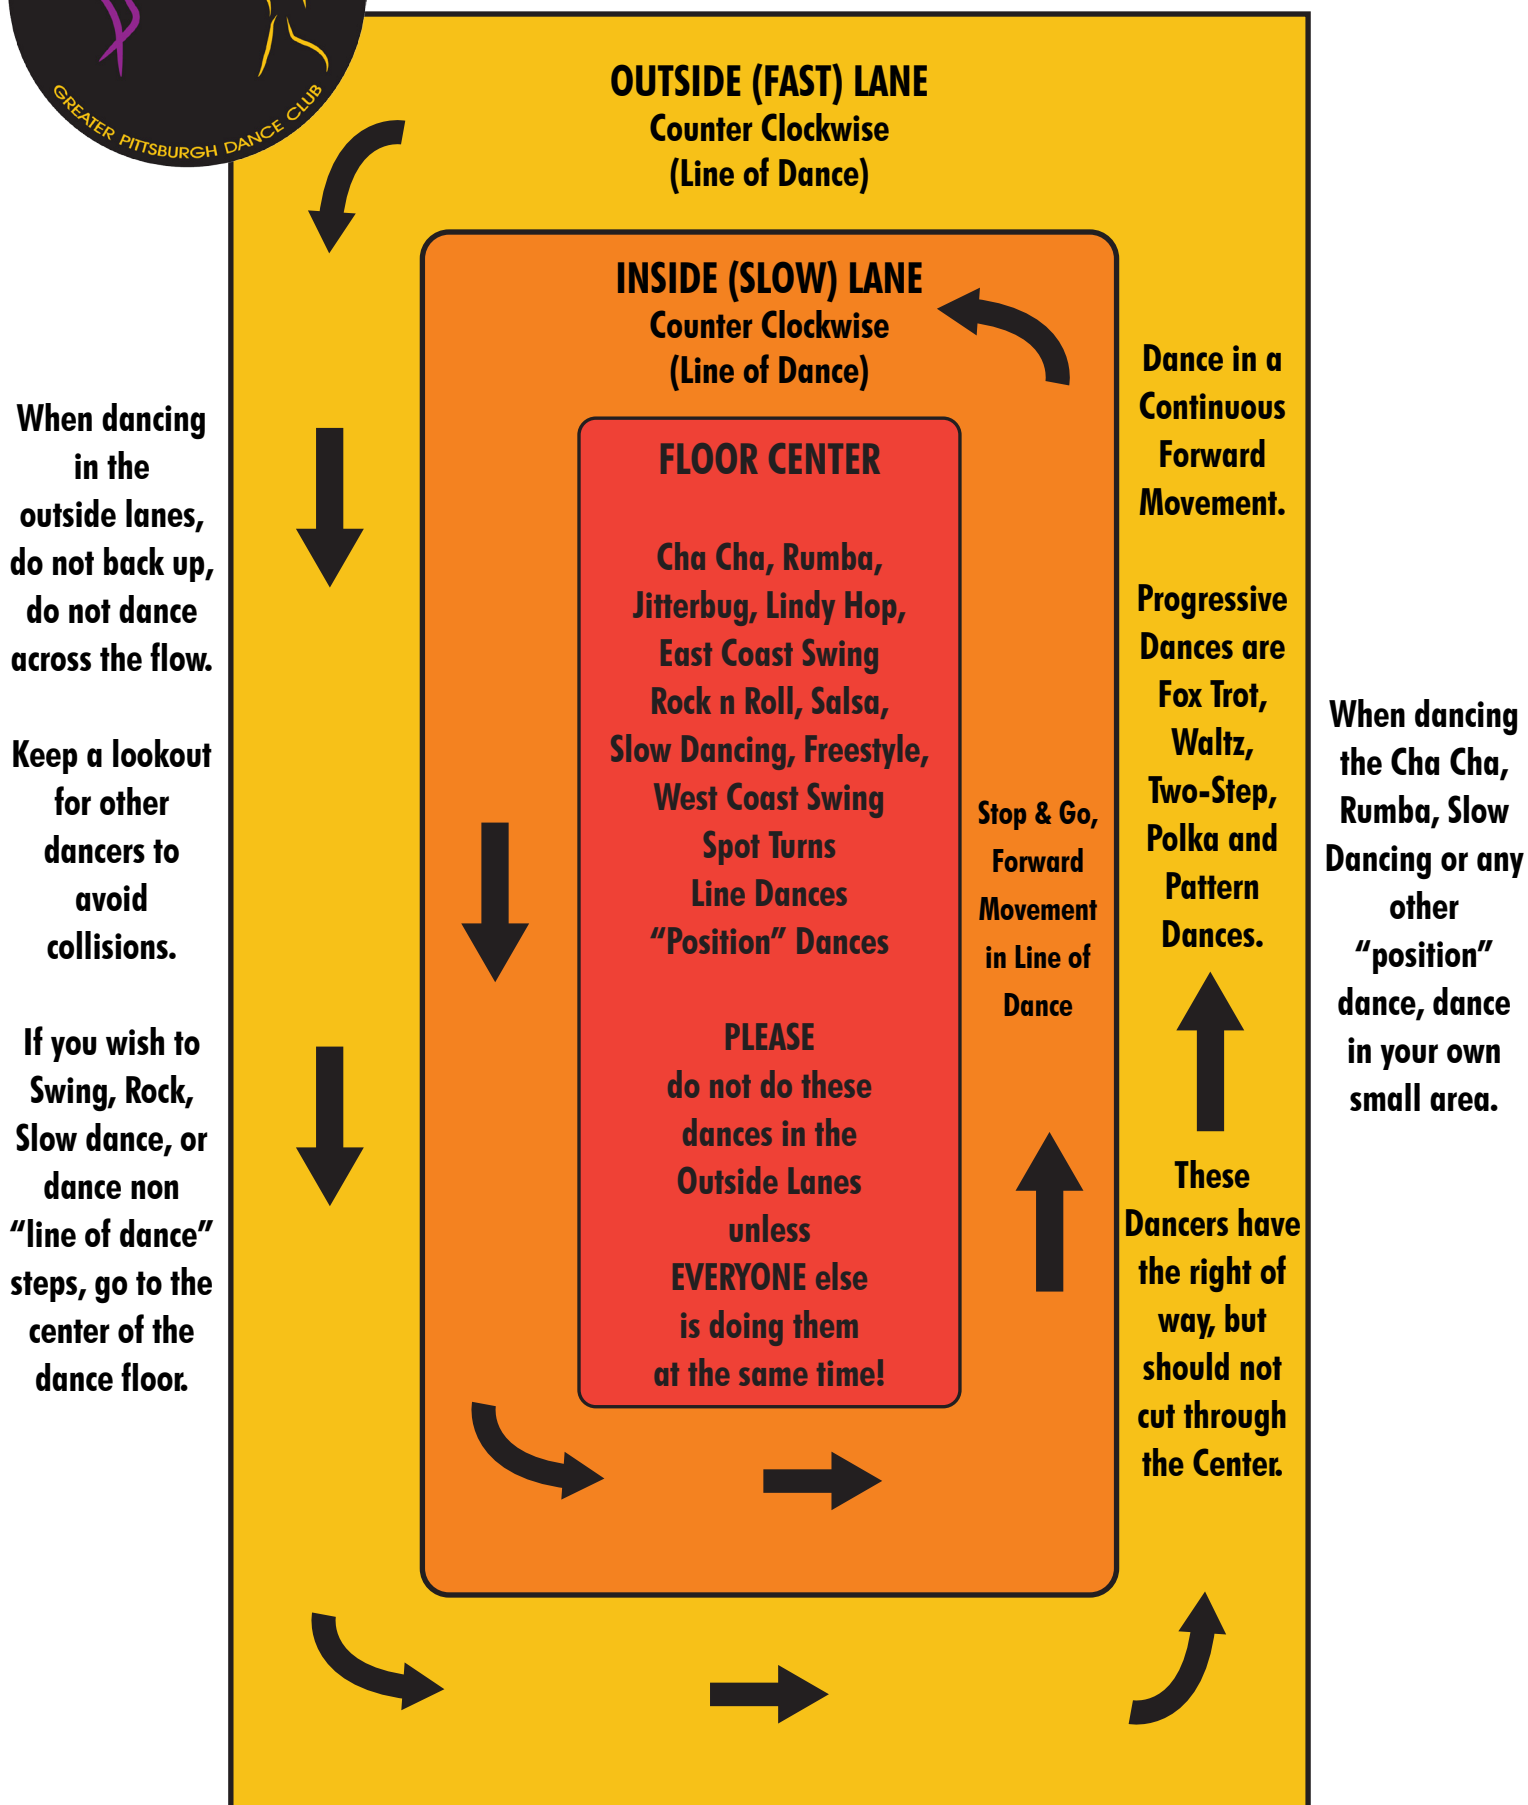 GREATER PITTSBURGH DANCE CLUB
OUTSIDE (FAST) LANE
Counter Clockwise
(Line of Dance)
INSIDE (SLOW) LANE
Counter Clockwise
(Line of Dance)
When dancing
in the
outside lanes,
do not back up,
do not dance
across the flow.
Keep a lookout
for other
dancers to
avoid
collisions.
If you wish to
Swing, Rock,
Slow dance, or
dance non
“line of dance”
steps, go to the
center of the
dance floor.
FLOOR CENTER
Cha Cha, Rumba,
Jitterbug, Lindy Hop,
East Coast Swing
Rock n Roll, Salsa,
Slow Dancing, Freestyle,
West Coast Swing
Spot Turns
Line Dances
“Position” Dances
PLEASE
do not do these
dances in the
Outside Lanes
unless
EVERYONE else
is doing them
at the same time!
Stop & Go,
Forward
Movement
in Line of
Dance
Dance in a
Continuous
Forward
Movement.
Progressive
Dances are
Fox Trot,
Waltz,
Two-Step,
Polka and
Pattern
Dances.
These
Dancers have
the right of
way, but
should not
cut through
the Center.
When dancing
the Cha Cha,
Rumba, Slow
Dancing or any
other
“position”
dance, dance
in your own
small area.